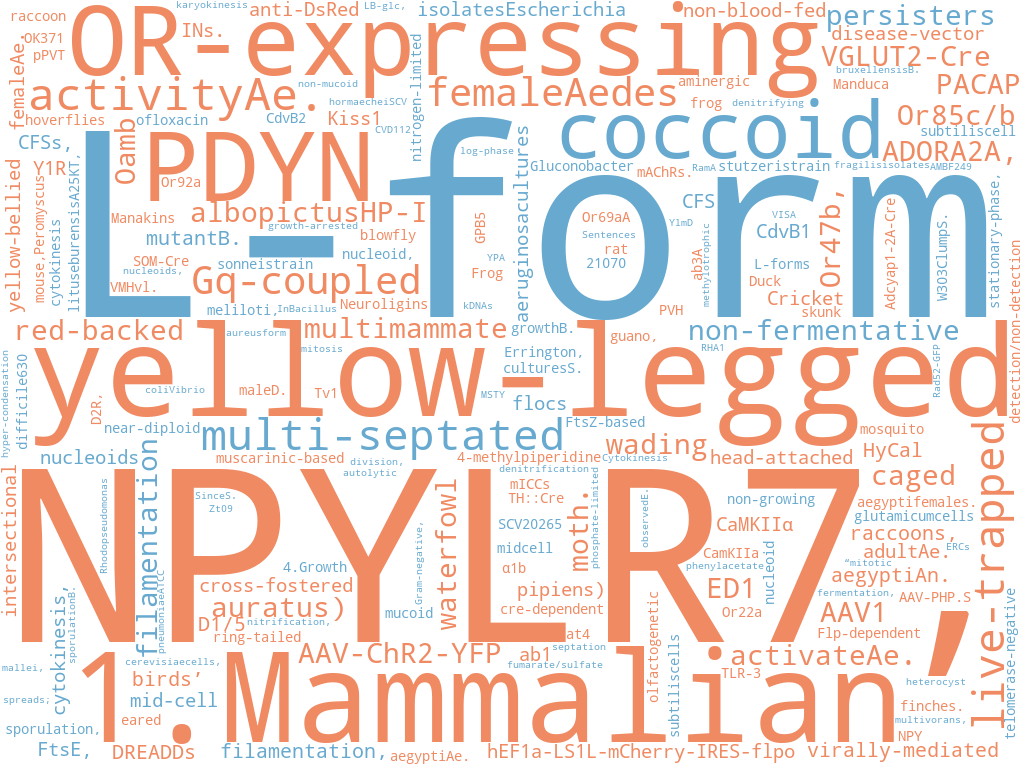 karyokinesis
raccoon
anti-DsRed
LB-glc,
isolatesEscherichia
non-blood-fed
persisters
OR-expressing
INs.
disease-vector
OK371
pPVT
VGLUT2-Cre
bruxellensisB.
femaleAe.
non-mucoid
nitrogen-limited
aminergic
Manduca
PACAP
activityAe.
hormaecheiSCV
femaleAedes
frog
denitrifying
hoverflies
ofloxacin
CdvB2
Kiss1
CVD112
coccoid
Or85c/b
subtiliscell
CFSs,
Oamb
PDYN
log-phase
aeruginosacultures
ADORA2A,
Y1R!
Or92a
L-form
Gluconobacter
mAChRs.
RamA
stutzeristrain
fragilisisolates
AMBF249
yellow-bellied
mouse,Peromyscus
lituseburensisA25KT,
cytokinesis
Manakins
albopictusHP-I
GPB5
Or69aA
CFS
YlmD
VISA
Or47b,
Adcyap1-2A-Cre
W303ClumpS.
stationary-phase,
mutantB.
growth-arrested
blowfly
Sentences
CdvB1
rat
SOM-Cre
sonneistrain
nucleoid,
YPA
21070
ab3A
methylotrophic
L-forms
nucleoids,
VMHvl.
Gq-coupled
Frog
Duck
Cricket
skunk
meliloti,
InBacillus
Neuroligins
kDNAs
PVH
red-backed
aureusform
multimammate
growthB.
guano,
non-fermentative
detection/non-detection
yellow-legged
mitosis
Errington,
culturesS.
RHA1
Rad52-GFP
hyper-condensation
difficile630
D2R,
coliVibrio
maleD.
Tv1
MSTY
flocs
near-diploid
multi-septated
FtsZ-based
wading
mosquito
nucleoids
filamentation
muscarinic-based
division,
autolytic
4-methylpiperidine
Cytokinesis
head-attached
HyCal
intersectional
Rhodopseudomonas
denitrification
mICCs
TH::Cre
moth.
phosphate-limited
observedE.
non-growing
caged
live-trapped
aegyptifemales.
NPYLR7,
SinceS.
Zt09
waterfowl
Gram-negative,
SCV20265
CaMKIIα
glutamicumcells
raccoons,
midcell
CamKIIa
nucleoid
adultAe.
ERCs
pneumoniaeATCC
4.Growth
α1b
phenylacetate
“mitotic
aegyptiAn.
cytokinesis,
sporulationB.
cross-fostered
pipiens)
ED1
fermentation,
AAV-PHP.S
auratus)
mucoid
cre-dependent
olfactogenetic
Or22a
AAV1
telomerase-negative
D1/5
nitrification,
ring-tailed
at4
subtiliscells
Flp-dependent
septation
1.Mammalian
AAV-ChR2-YFP
ab1
activateAe.
mallei,
fumarate/sulfate
cerevisiaecells,
birds’
TLR-3
heterocyst
spreads,
mid-cell
finches.
eared
multivorans,
sporulation,
NPY
FtsE,
DREADDs
filamentation,
aegyptiAe.
hEF1a-LS1L-mCherry-IRES-flpo
virally-mediated